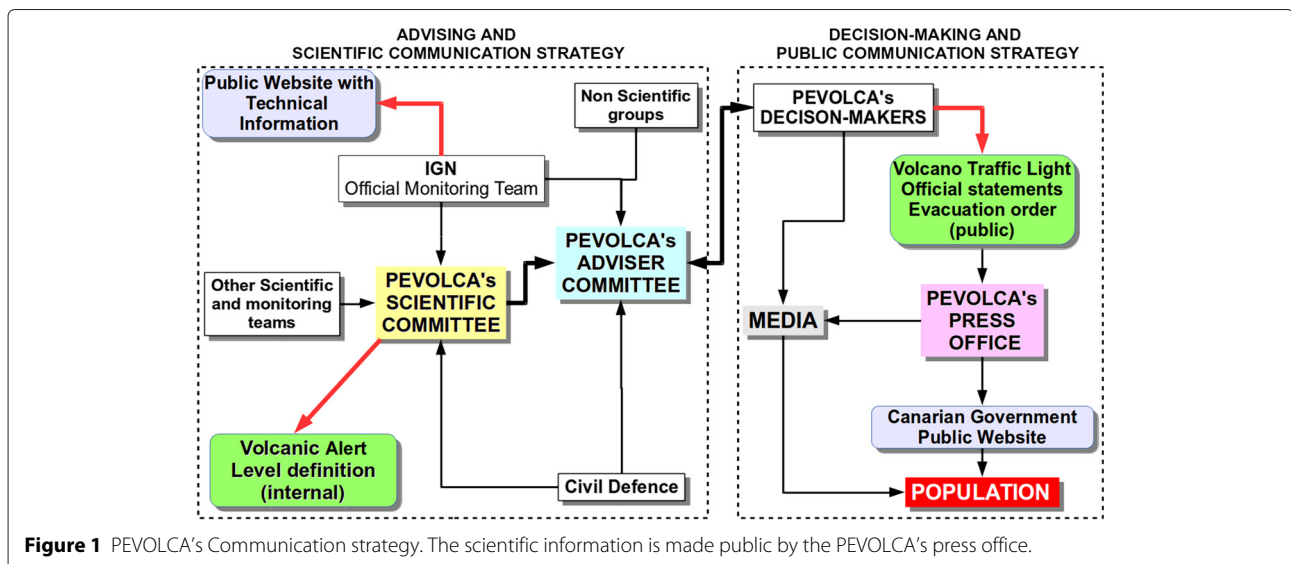 ADVISING AND
SCIENTIFIC COMMUNICATION STRATEGY
Public Website with
Technical
Information
Non Scientific
groups
IGN
Official Monitoring Team
PEVOLCA's
ADVISER
COMMITTEE
Other Scientific
and monitoring
teams
PEVOLCA's
SCIENTIFIC
COMMITTEE
Volcanic Alert
Level definition
(internal)
Civil Defence
DECISION-MAKING AND
PUBLIC COMMUNICATION STRATEGY
PEVOLCA's
DECISON-MAKERS
Volcano Traffic Light
Official statements
Evacuation order
(public)
MEDIA
PEVOLCA's
PRESS
OFFICE
Canarian Government
Public Website
POPULATION
Figure 1 PEVOLCA's Communication strategy. The scientific information is made public by the PEVOLCA's press office.